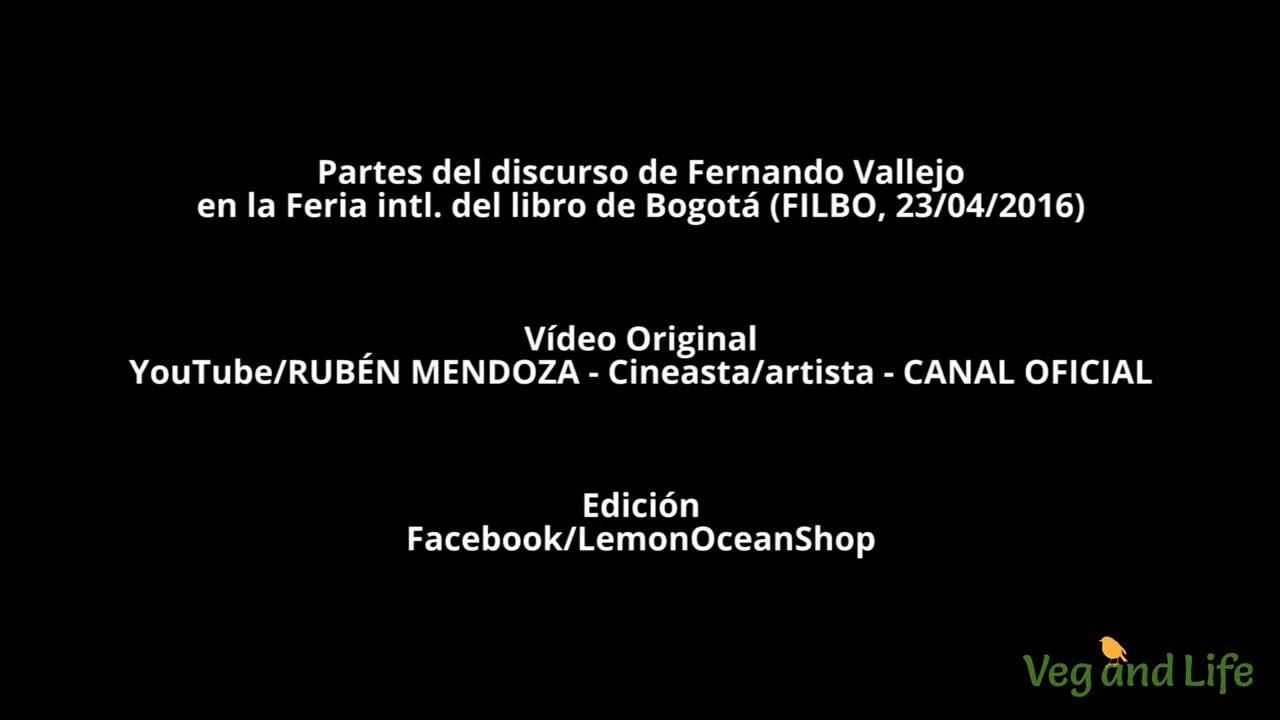 Partes del discurso de Fernando Vallejo
en la Feria intl. del libro de Bogotá (FILBO, 23/04/2016)
Vídeo Original
YouTube/RUBÉN MENDOZA - Cineasta/artista - CANAL OFICIAL
Edición
Facebook/LemonOceanShop
Veg and Life